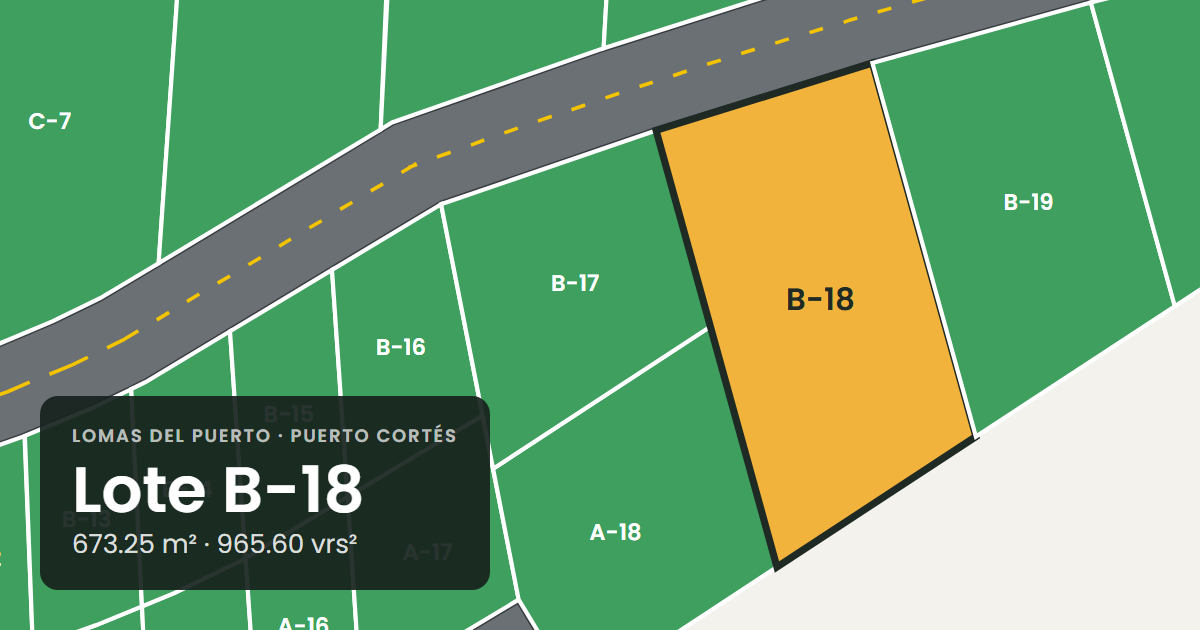 C-7
B-19
B-17
B-18
B-16
B-15
LOMAS DEL PUERTO · PUERTO CORTÉS
Lote B-18
B-13
673.25 m² · 965.60 vrs²
A-18
A-17
A-16